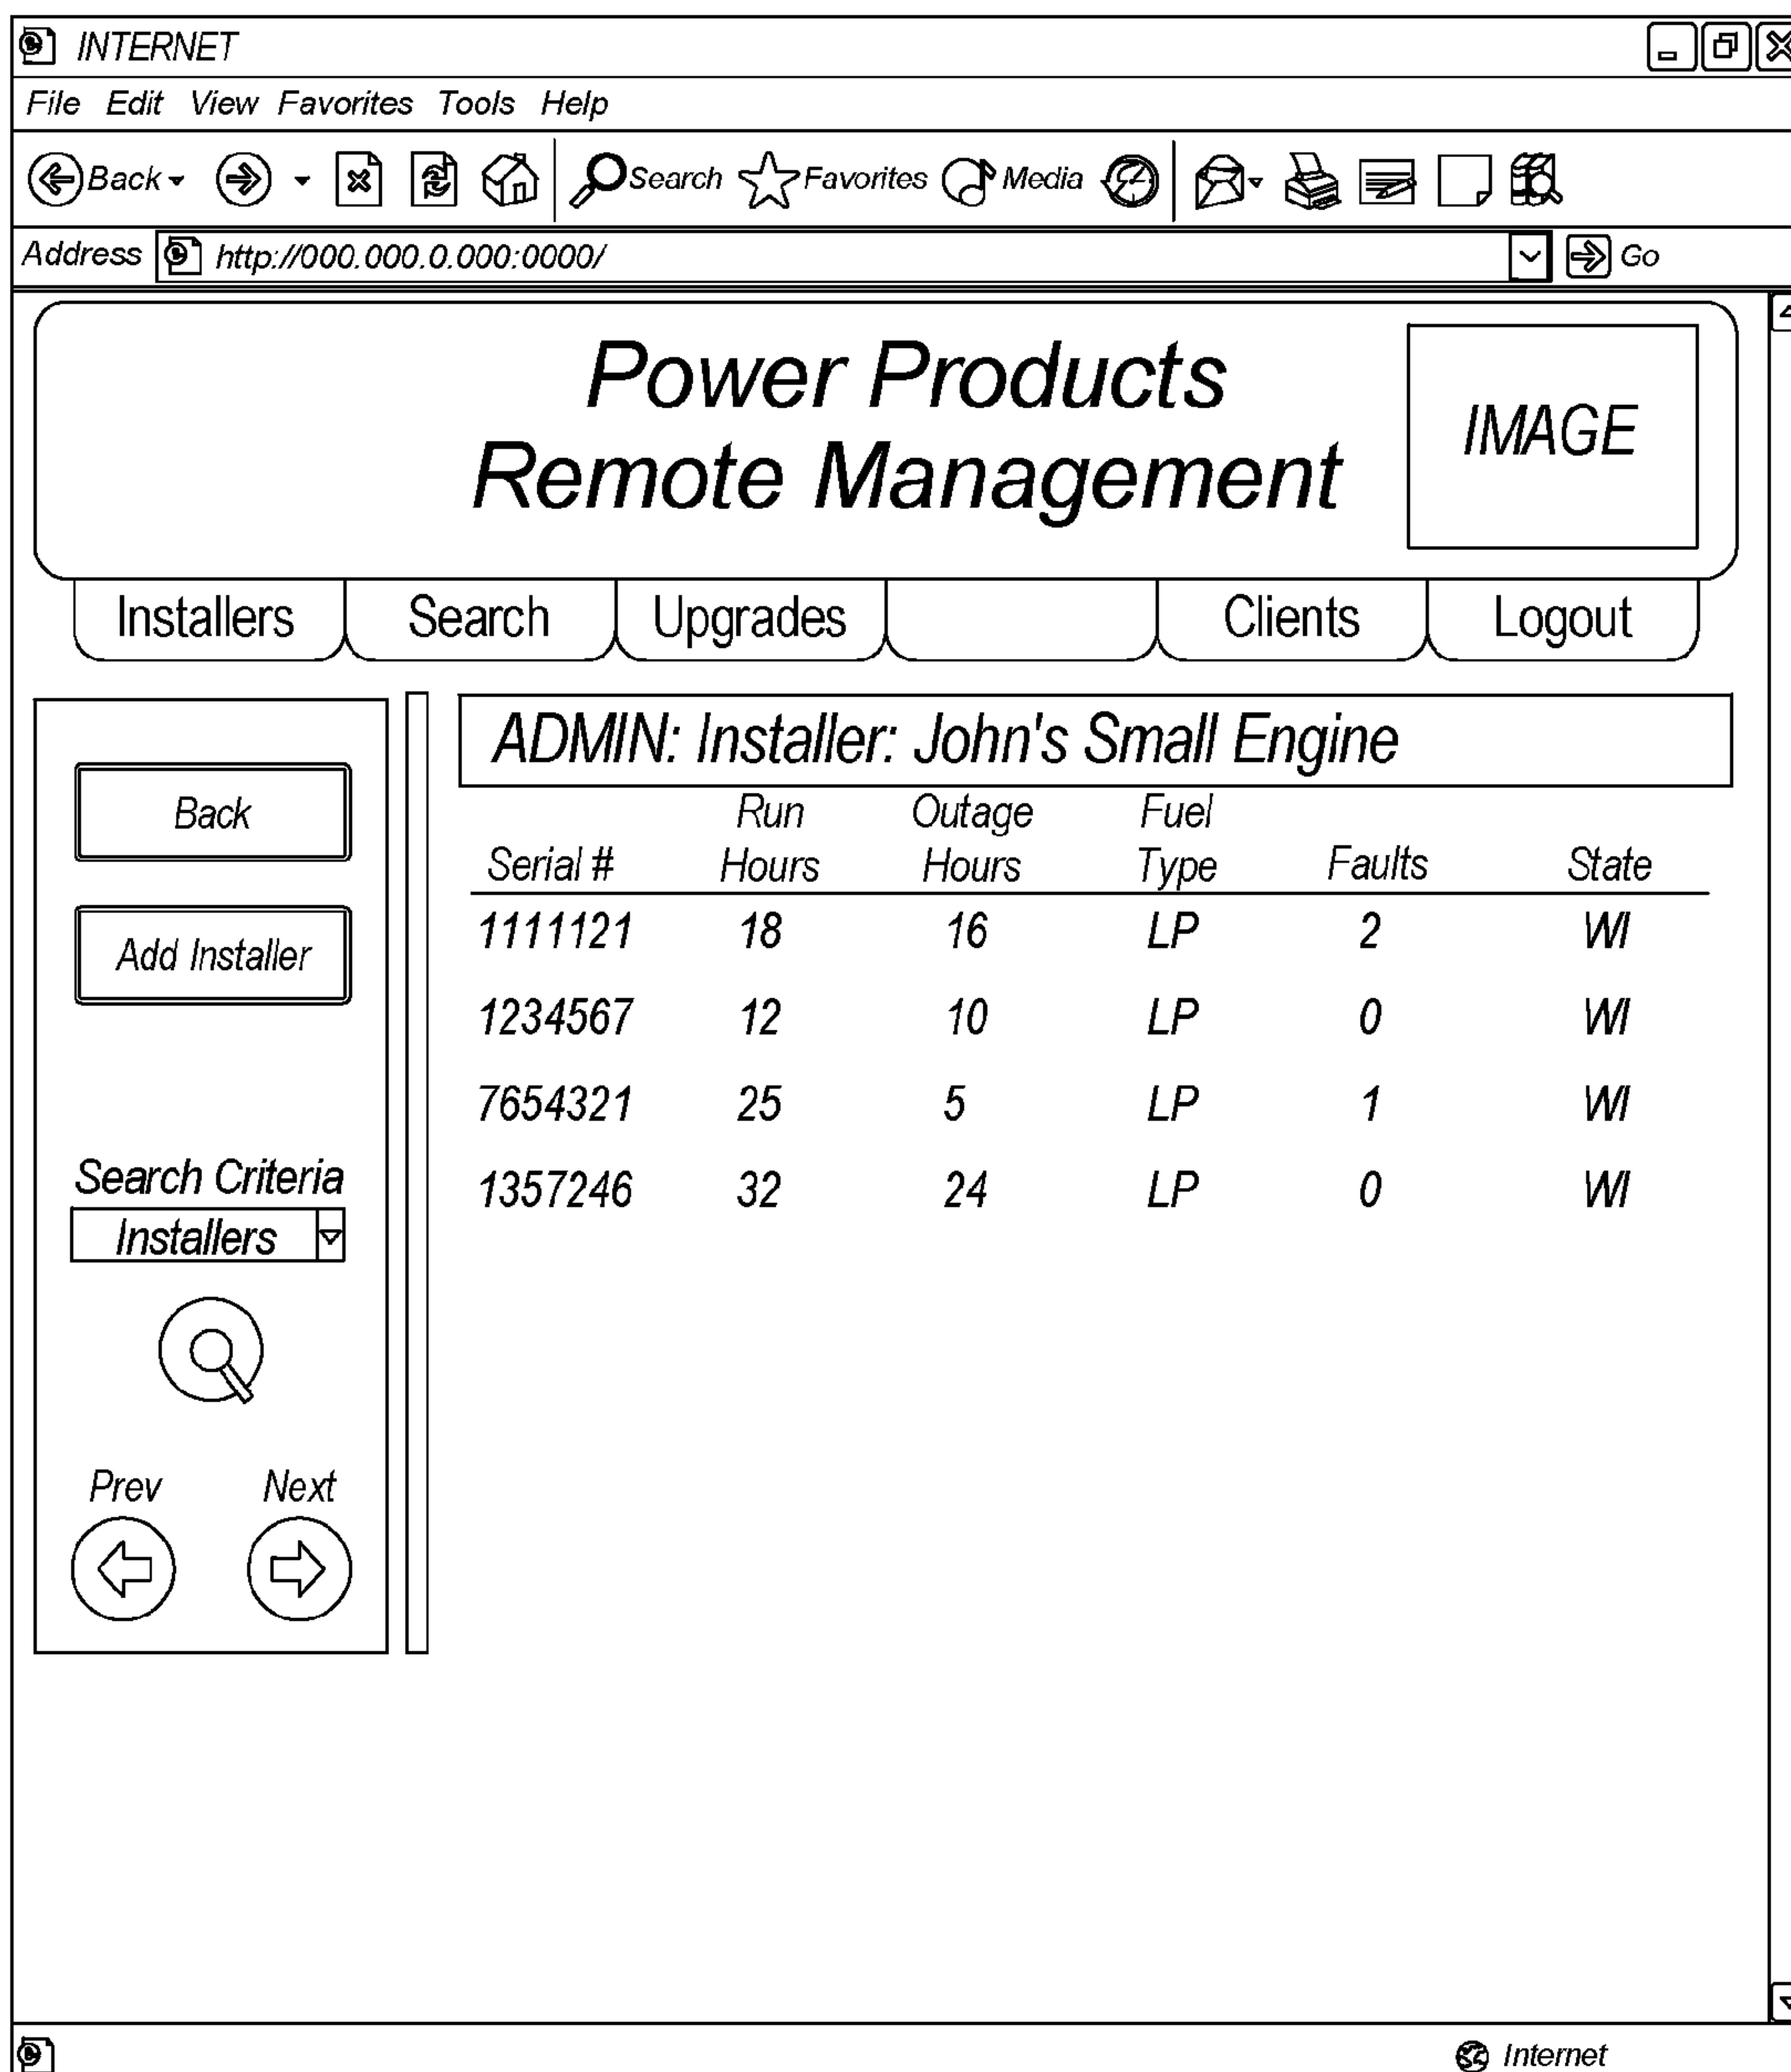 INTERNET
File Edit View Favorites Tools Help
Back Search Favorites Media
Address http://000.000.0.000:0000/ Go
Power Products
Remote Management
IMAGE
Installers Search Upgrades Clients Logout
Back
Add Installer
Search Criteria
Installers
Prev Next
ADMIN: Installer: John's Small Engine
Run Outage Fuel
Serial # Hours Hours Type Faults State
1111121 18 16 LP 2 WI
1234567 12 10 LP 0 WI
7654321 25 5 LP 1 WI
1357246 32 24 LP 0 WI
Internet